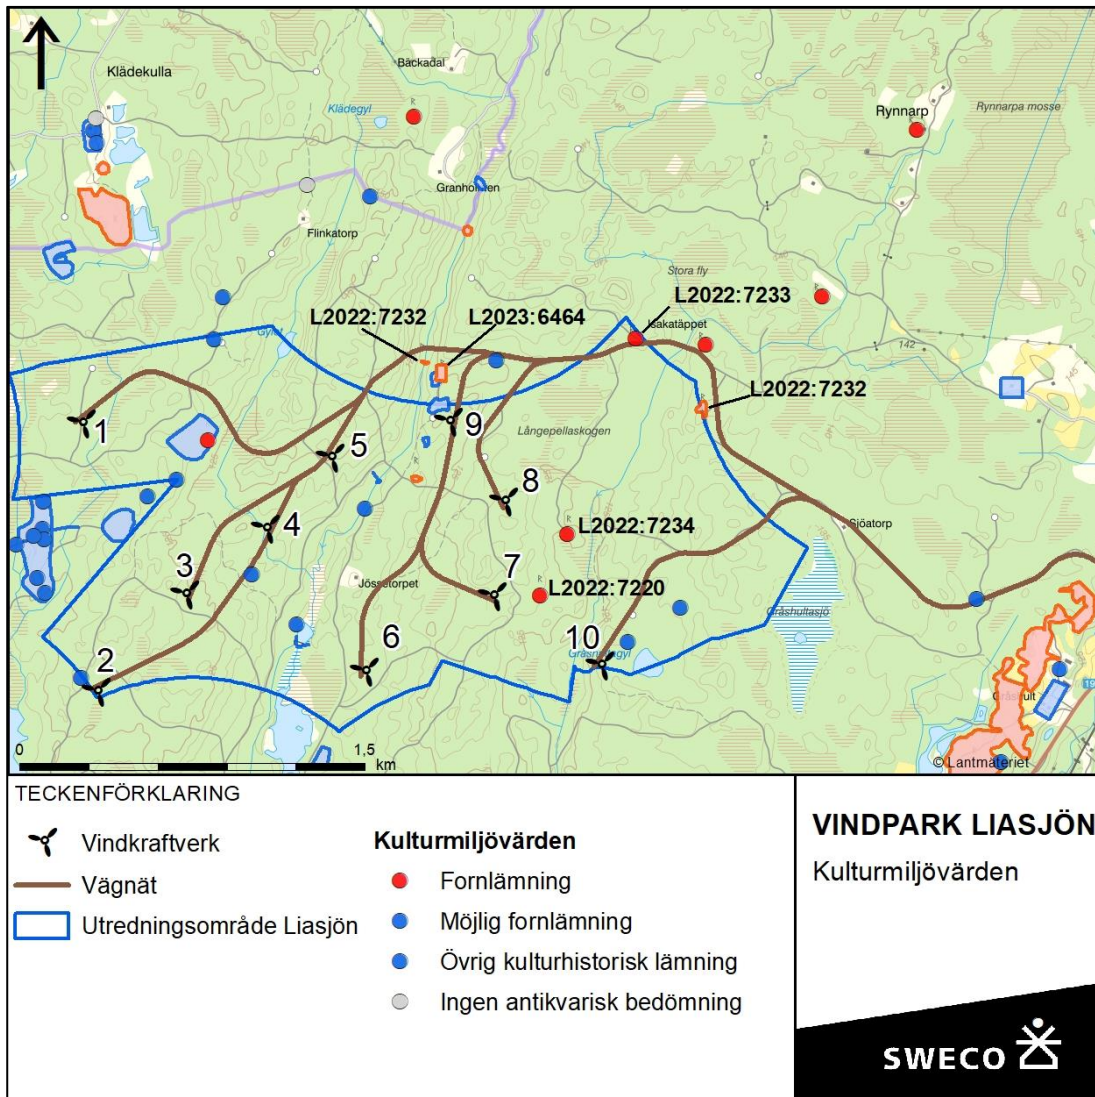 Bäckadal
Klädekulla
Klädegyl
Rynnarp
Rynnarpa mosse
R
R
Granholmen
Flinkatorp
Stora fly
R
L2022:7233
L2022:7232
L2023:6464
Isakatäppet
142
145
L2022:7232
1
9
5
Långepellaskogen
8
4
R
L2022:7234
Sjöatorp
3
Jössetorpet
7
R
L2022:7220
Gråshultasjö
6
10
2
0
1,5
km
© Lantmäteriet
TECKENFÖRKLARING
Vindkraftverk
Vägnät
Utredningsområde Liasjön
Kulturmiljövärden
Fornlämning
Möjlig fornlämning
Övrig kulturhistorisk lämning
Ingen antikvarisk bedömning
VINDPARK LIASJÖN
Kulturmiljövärden
SWECO